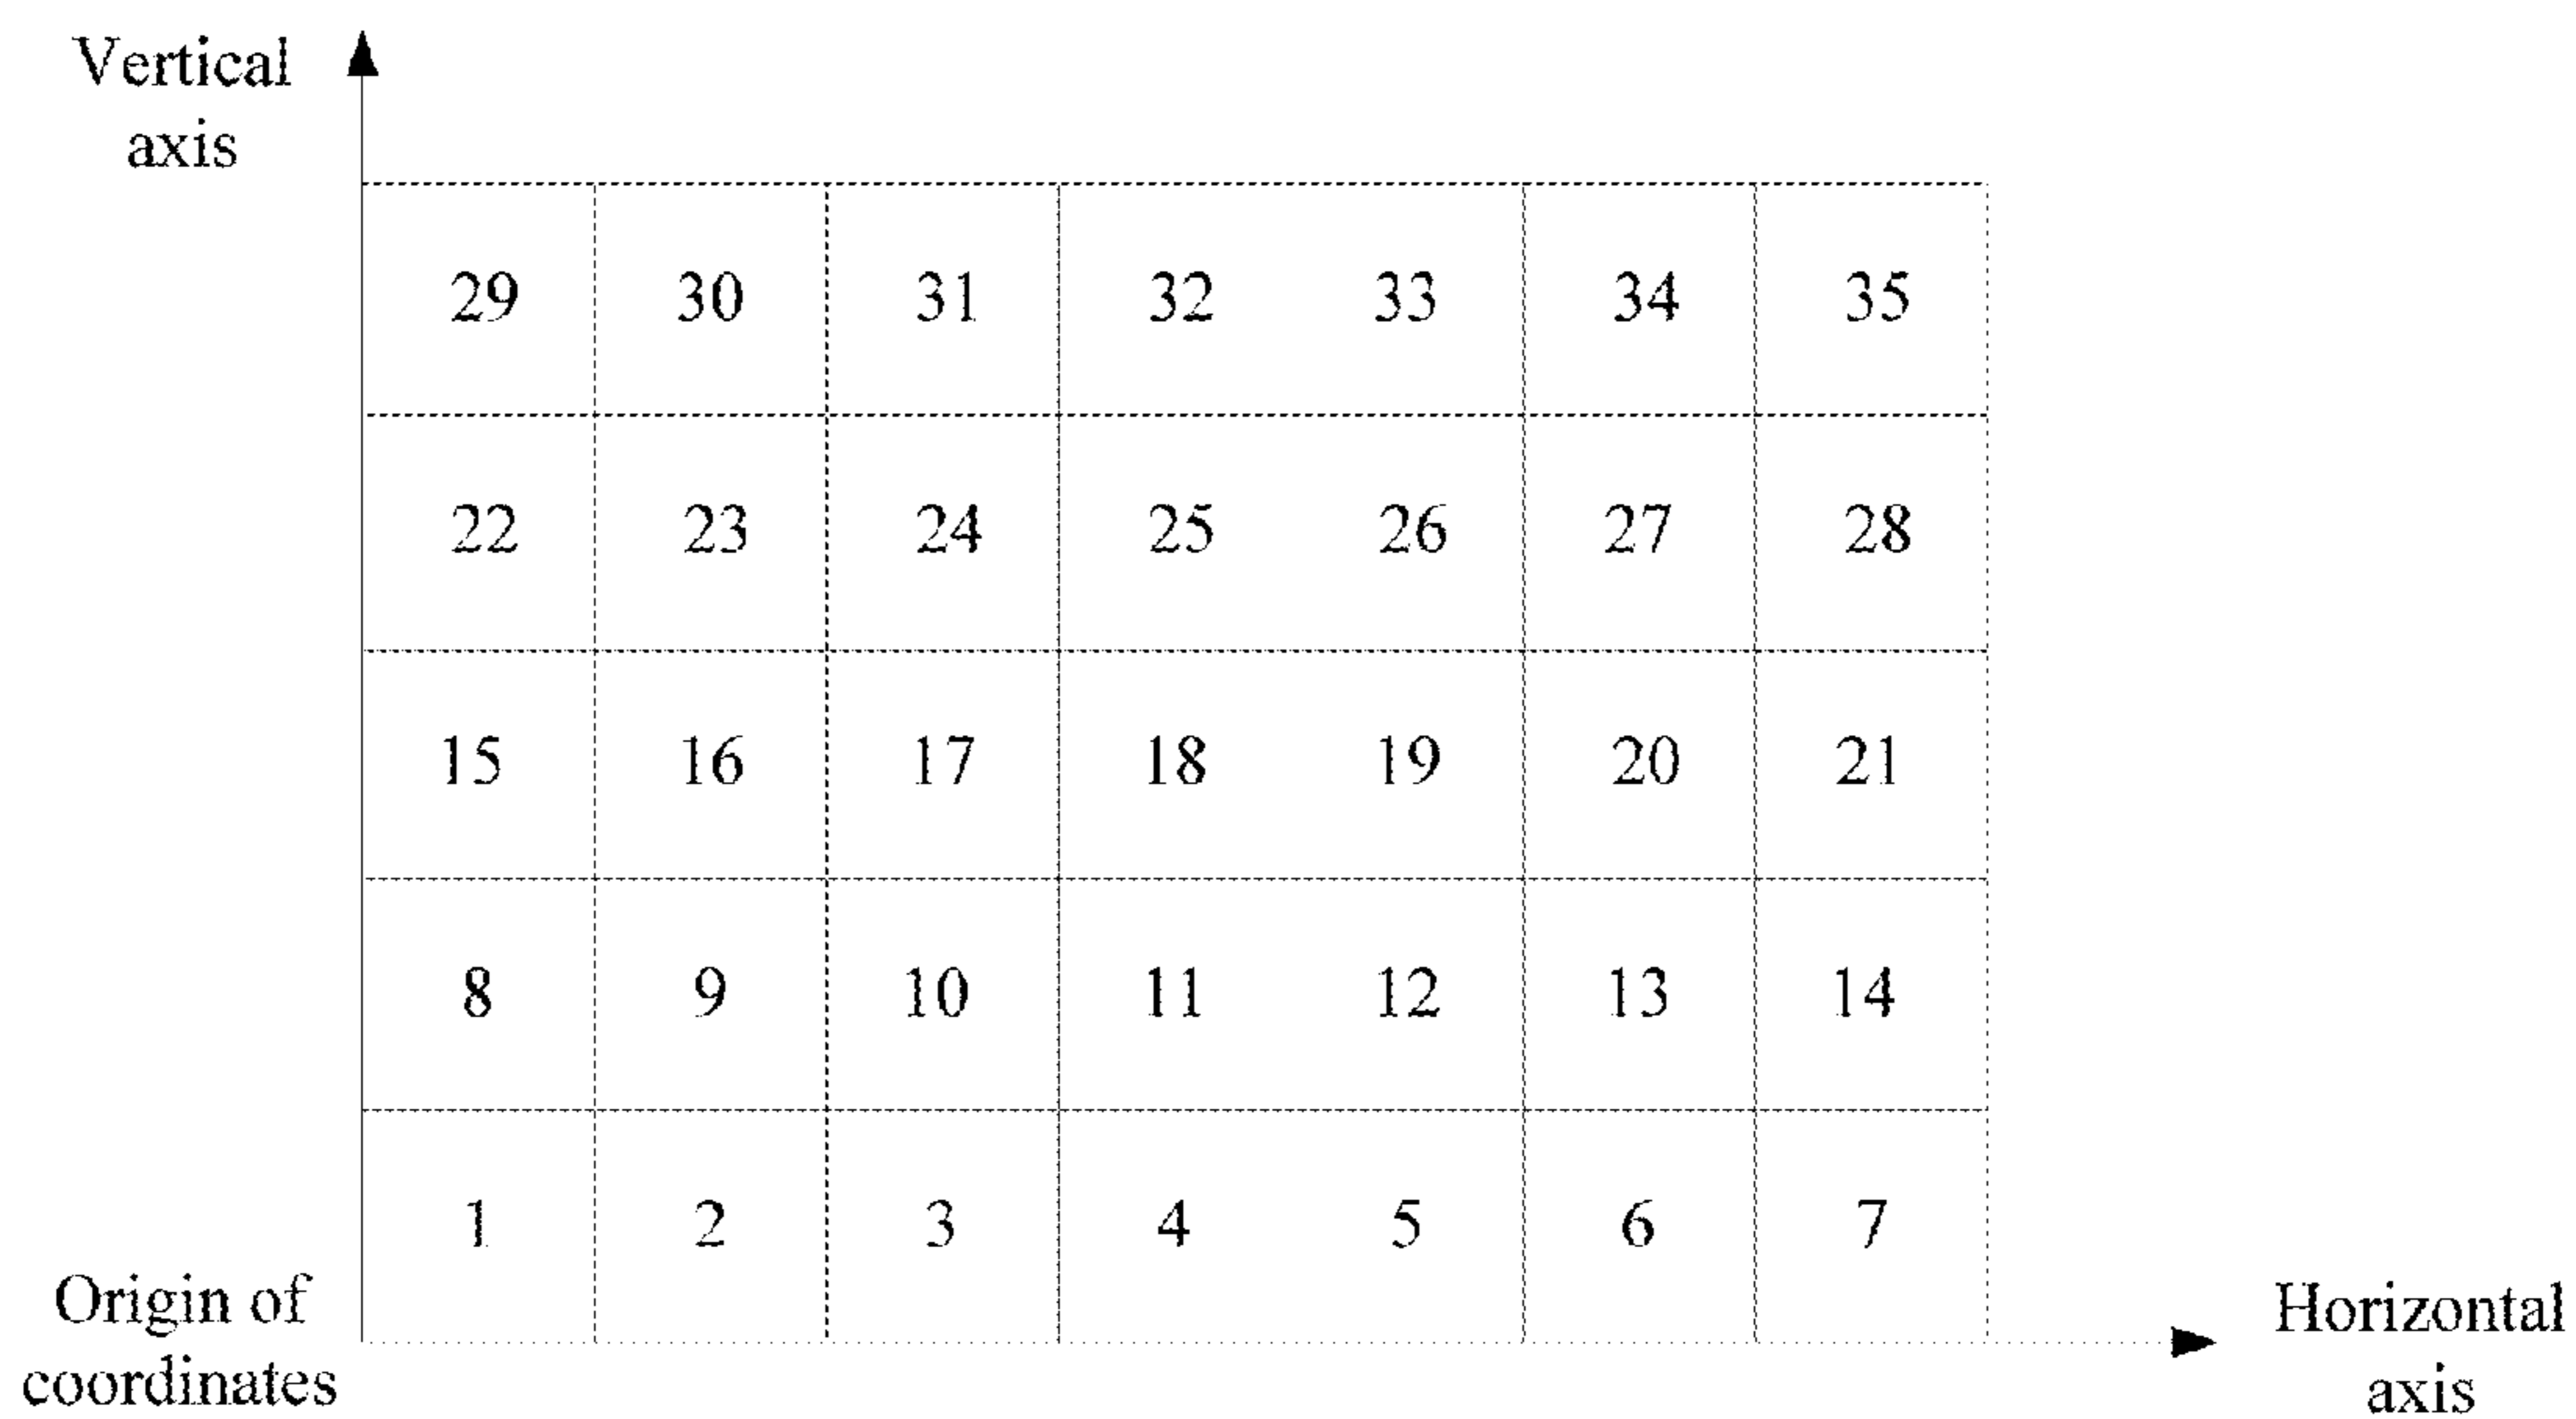 Vertical
axis
29 30 31 32 33 34 35
22 23 24 25 26 27 28
15 16 17 18 19 20 21
8 9 10 11 12 13 14
1 2 3 4 5 6 7
Origin of
coordinates
Horizontal
axis